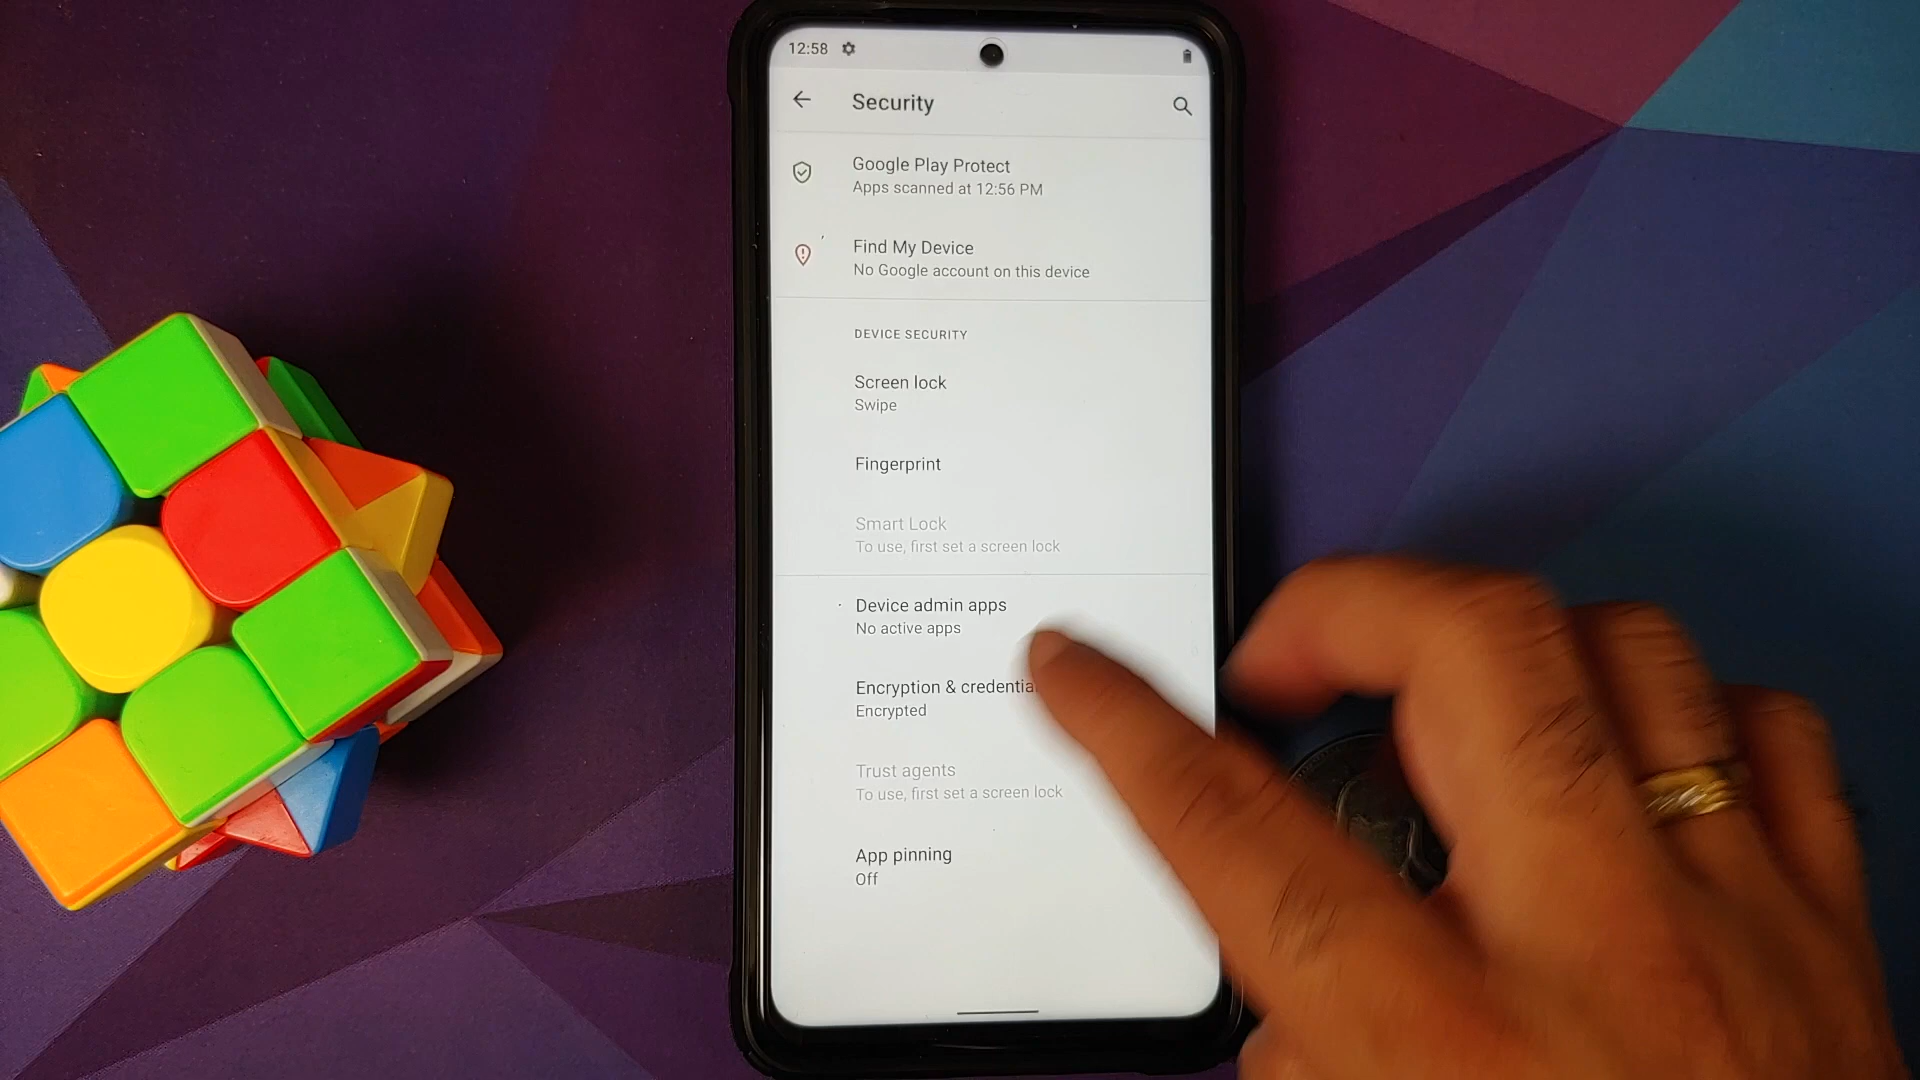 12:58
Security
Google Play Protect
Apps scanned at 12:56 PM
Find My Device
No Google account on this device
DEVICE SECURITY
Screen lock
Swipe
Fingerprint
Smart Lock
To use, first set a screen lock
Device admin apps
No active apps
Encryption & credentia
Encrypted
Trust agents
To use, first set a screen lock
App pinning
Off